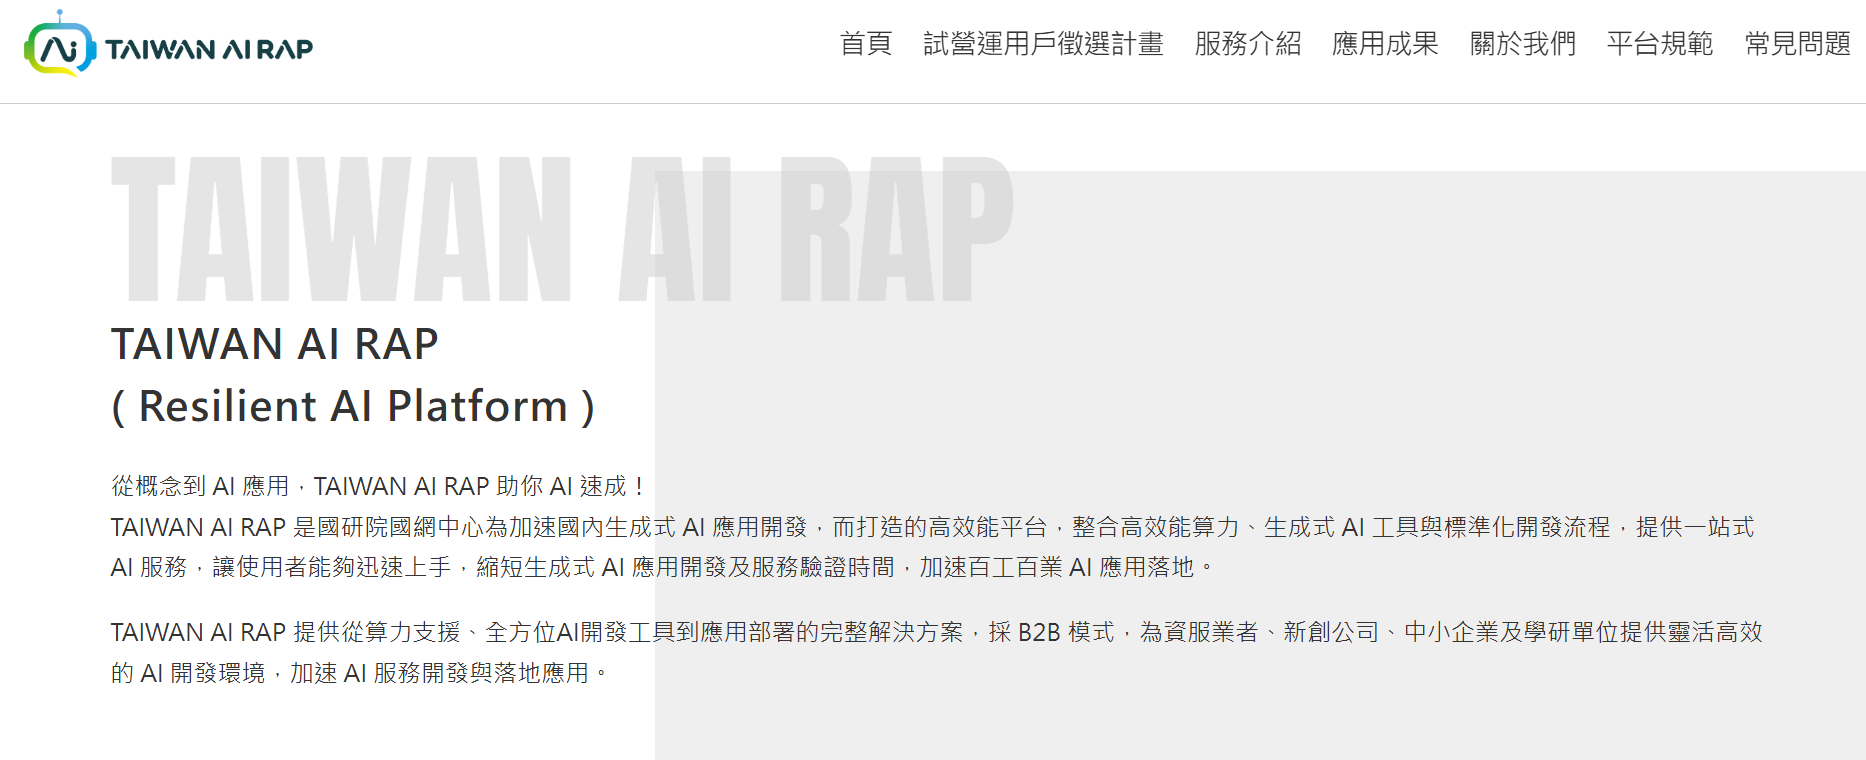 Ai TAIWAN AI RAP
首頁 試營運用戶徵選計畫 服務介紹 應用成果 關於我們 平台規範 常見問題
TAIWAN AI RAP
TAIWAN AI RAP
( Resilient AI Platform )
從概念到 AI 應用，TAIWAN AI RAP 助你 AI 速成！
TAIWAN AI RAP 是國研院國網中心為加速國內生成式 AI 應用開發，而打造的高效能平台，整合高效能算力、生成式 AI 工具與標準化開發流程，提供一站式
AI 服務，讓使用者能夠迅速上手，縮短生成式 AI 應用開發及服務驗證時間，加速百工百業 AI 應用落地。
TAIWAN AI RAP 提供從算力支援、全方位AI開發工具到應用部署的完整解決方案，採 B2B 模式，為資服業者、新創公司、中小企業及學研單位提供靈活高效
的 AI 開發環境，加速 AI 服務開發與落地應用。